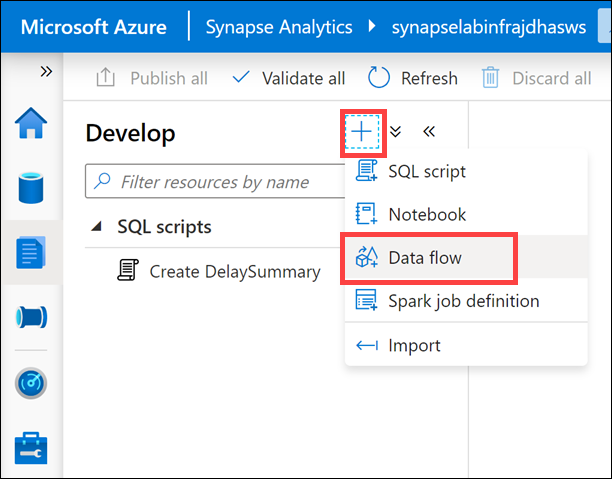 Microsoft Azure Synapse Analytics synapselabinfrajdhasws
Publish all Validate all Refresh Discard all
Develop
SQL script
Filter resources by name
Notebook
SQL scripts
Data flow
Create DelaySummary
Spark job definition
Import